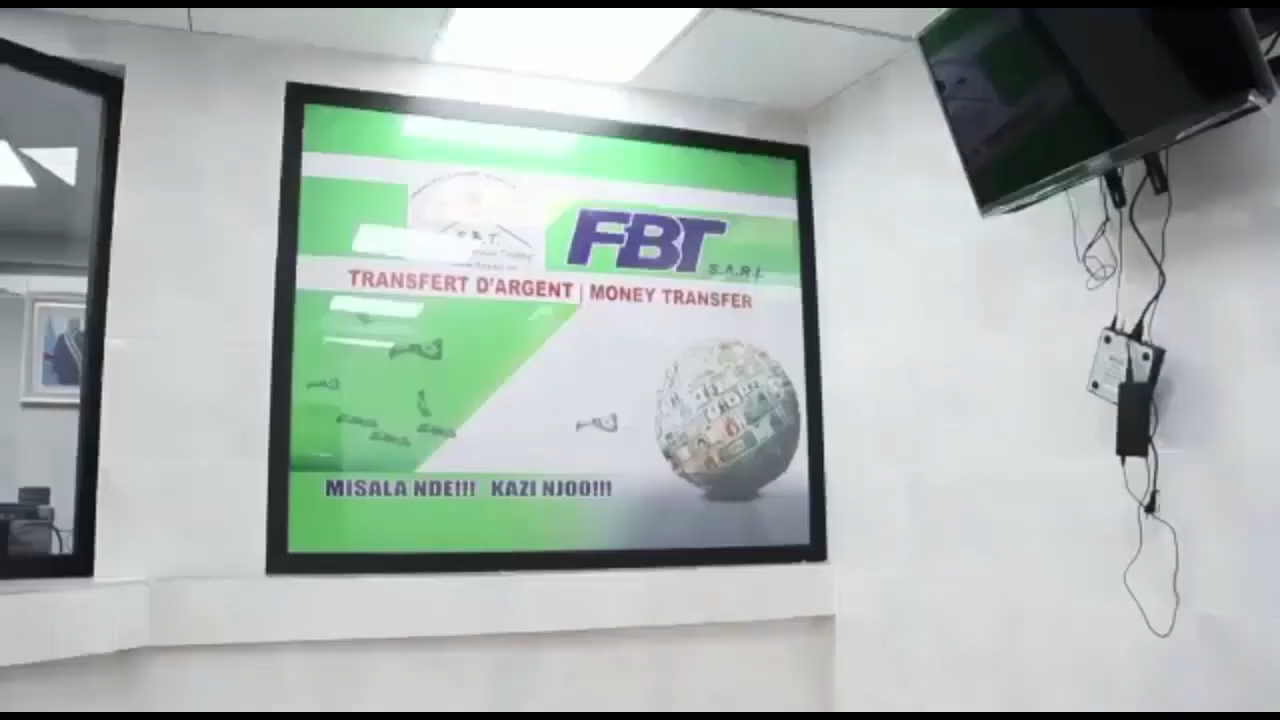 FBT
S.A.R.L
TRANSFERT D'ARGENT | MONEY TRANSFER
MISALA NDE!!! KAZI NJOO!!!